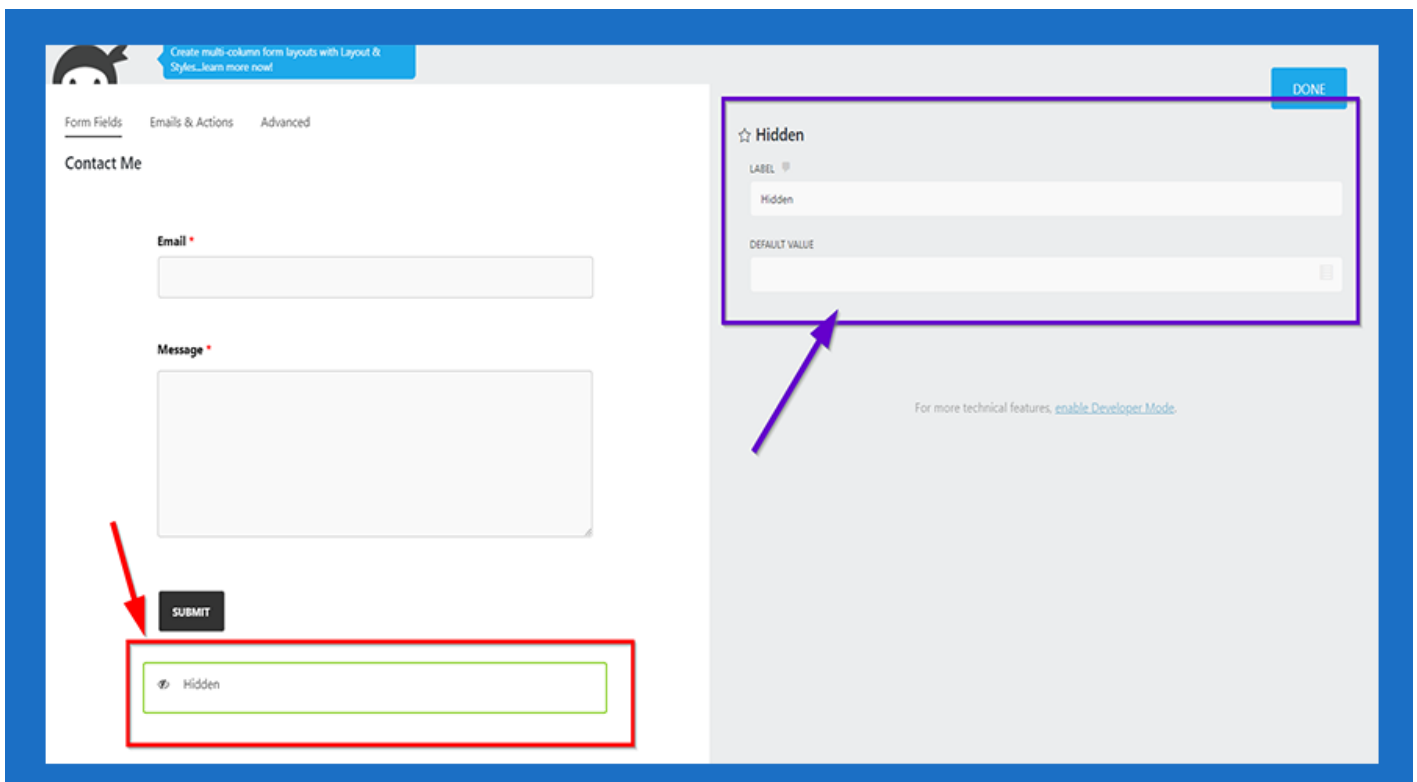 Create multi-column form layouts with Layout &
Styles...learn more now!
Form Fields Emails & Actions Advanced
Contact Me
Email *
Message *
SUBMIT
Hidden
DONE
Hidden
LABEL
Hidden
DEFAULT VALUE
For more technical features, enable Developer Mode.